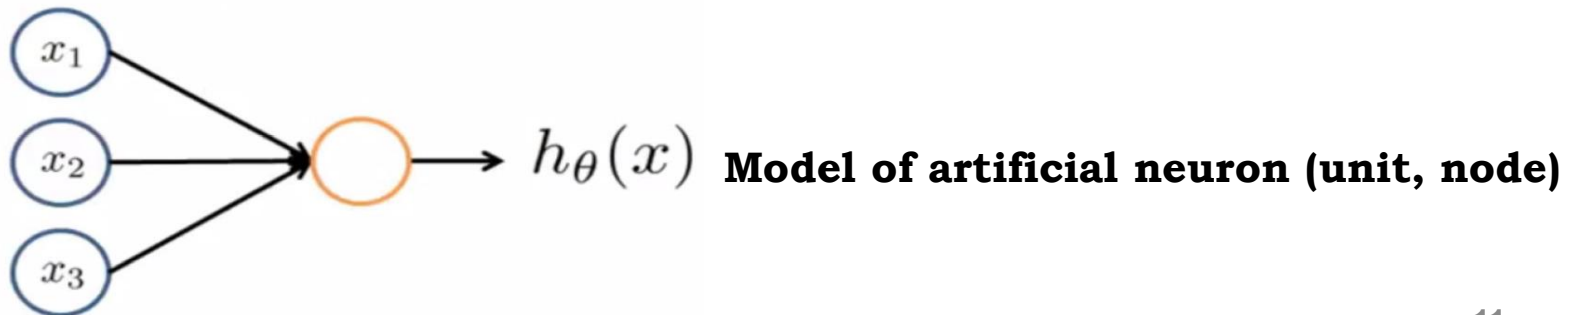 x₁
x₂
hθ(x) Model of artificial neuron (unit, node)
x₃